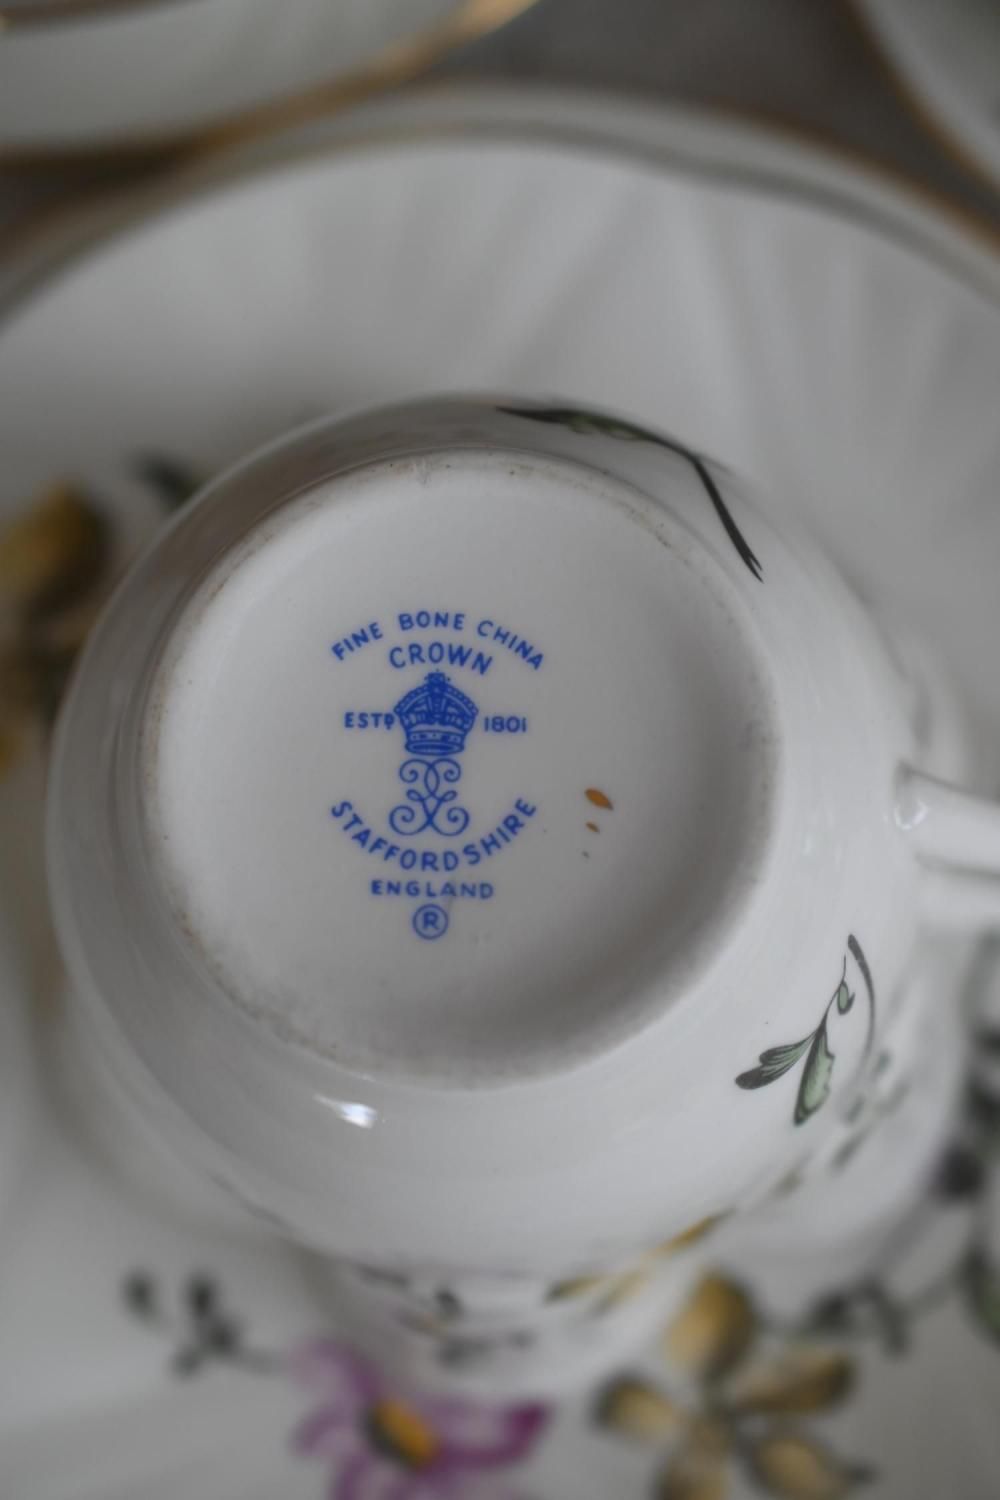 FINE BONE CHINA
CROWN
ESTD 1801
STAFFORDSHIRE
ENGLAND
®